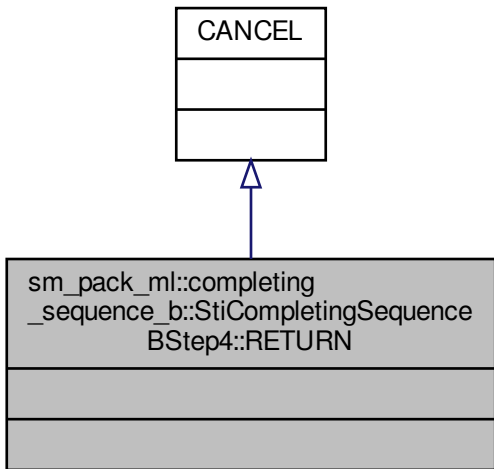 CANCEL
sm_pack_ml::completing
_sequence_b::StiCompletingSequence
BStep4::RETURN